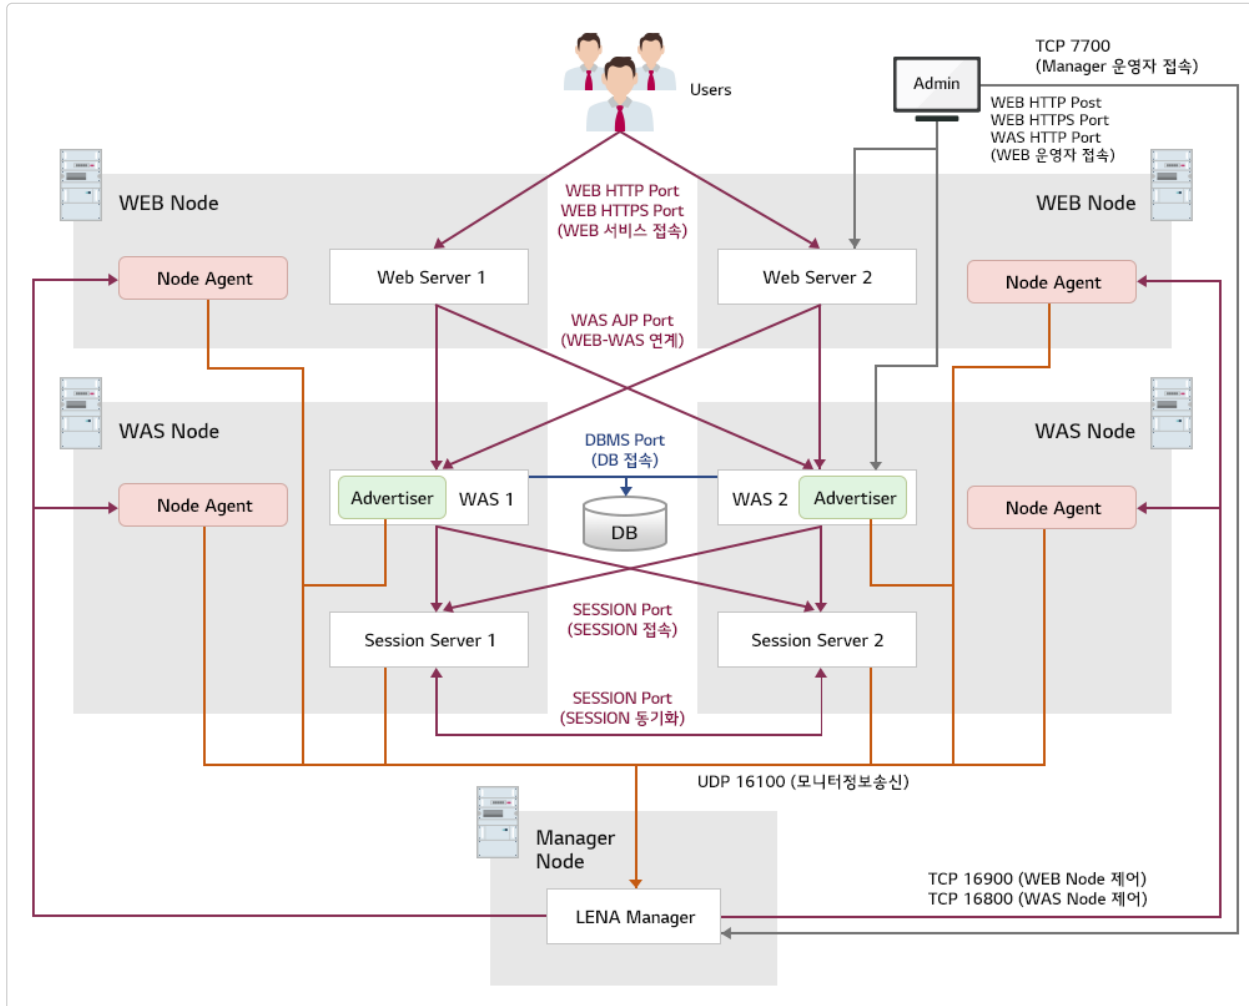 TCP 7700
(Manager 운영자 접속)
Users
Admin
WEB HTTP Post
WEB HTTPS Port
WAS HTTP Port
(WEB 운영자 접속)
WEB Node
WEB HTTP Port
WEB HTTPS Port
(WEB 서비스 접속)
WEB Node
Node Agent
Web Server 1
Web Server 2
Node Agent
WAS AJP Port
(WEB-WAS 연계)
WAS Node
DBMS Port
(DB 접속)
WAS Node
Node Agent
Advertiser
WAS 1
DB
WAS 2
Advertiser
Node Agent
SESSION Port
(SESSION 접속)
Session Server 1
Session Server 2
SESSION Port
(SESSION 동기화)
UDP 16100 (모니터정보송신)
Manager
Node
LENA Manager
TCP 16900 (WEB Node 제어)
TCP 16800 (WAS Node 제어)